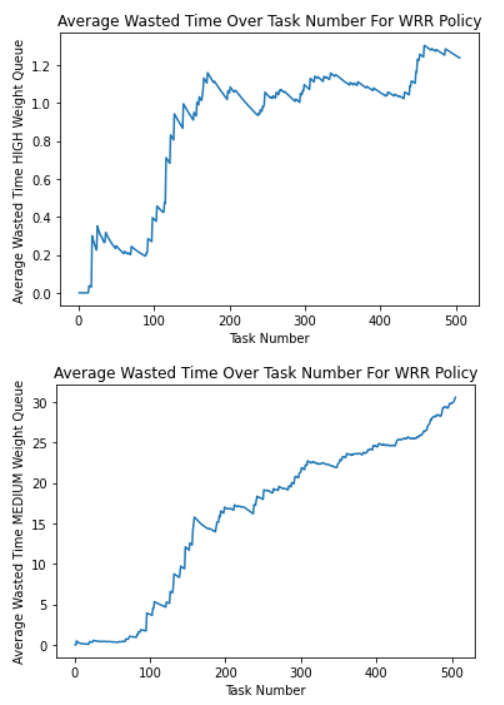 Average Wasted Time Over Task Number For WRR Policy
Average Wasted Time HIGH Weight Queue
1.2
1.0
0.8
0.6
0.4
0.2
0.0
0 100 200 300 400 500
Task Number
Average Wasted Time Over Task Number For WRR Policy
Average Wasted Time MEDIUM Weight Queue
30
25
20
15
10
5
0
0 100 200 300 400 500
Task Number